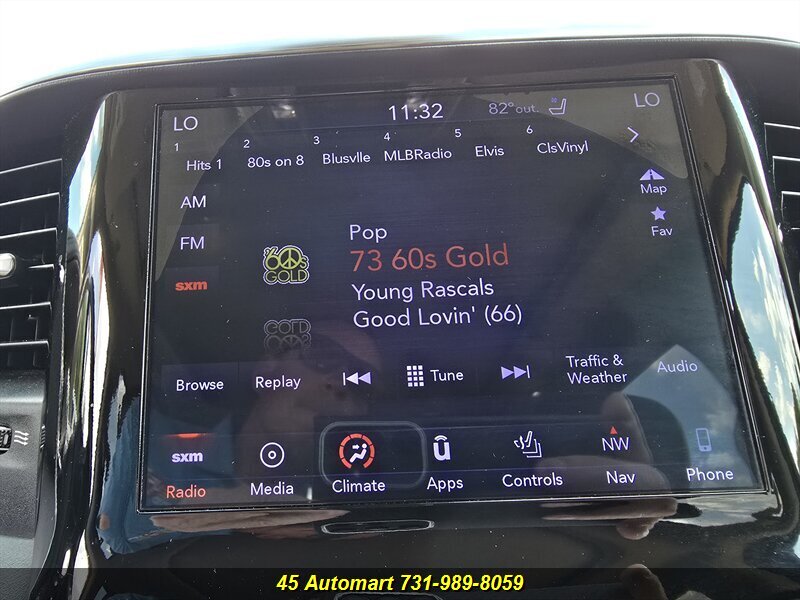 LO 11:32 82° out. LO
1 Hits 1 2 80s on 8 3 Blusvlle 4 MLBRadio 5 Elvis 6 ClsVinyl
AM
Map
FM
Fav
sxm
Pop
60s GOLD
73 60s Gold
Young Rascals
Good Lovin' (66)
Browse Replay Tune Traffic & Weather Audio
sxm NW
Radio Media Climate Apps Controls Nav Phone
45 Automart 731-989-8059